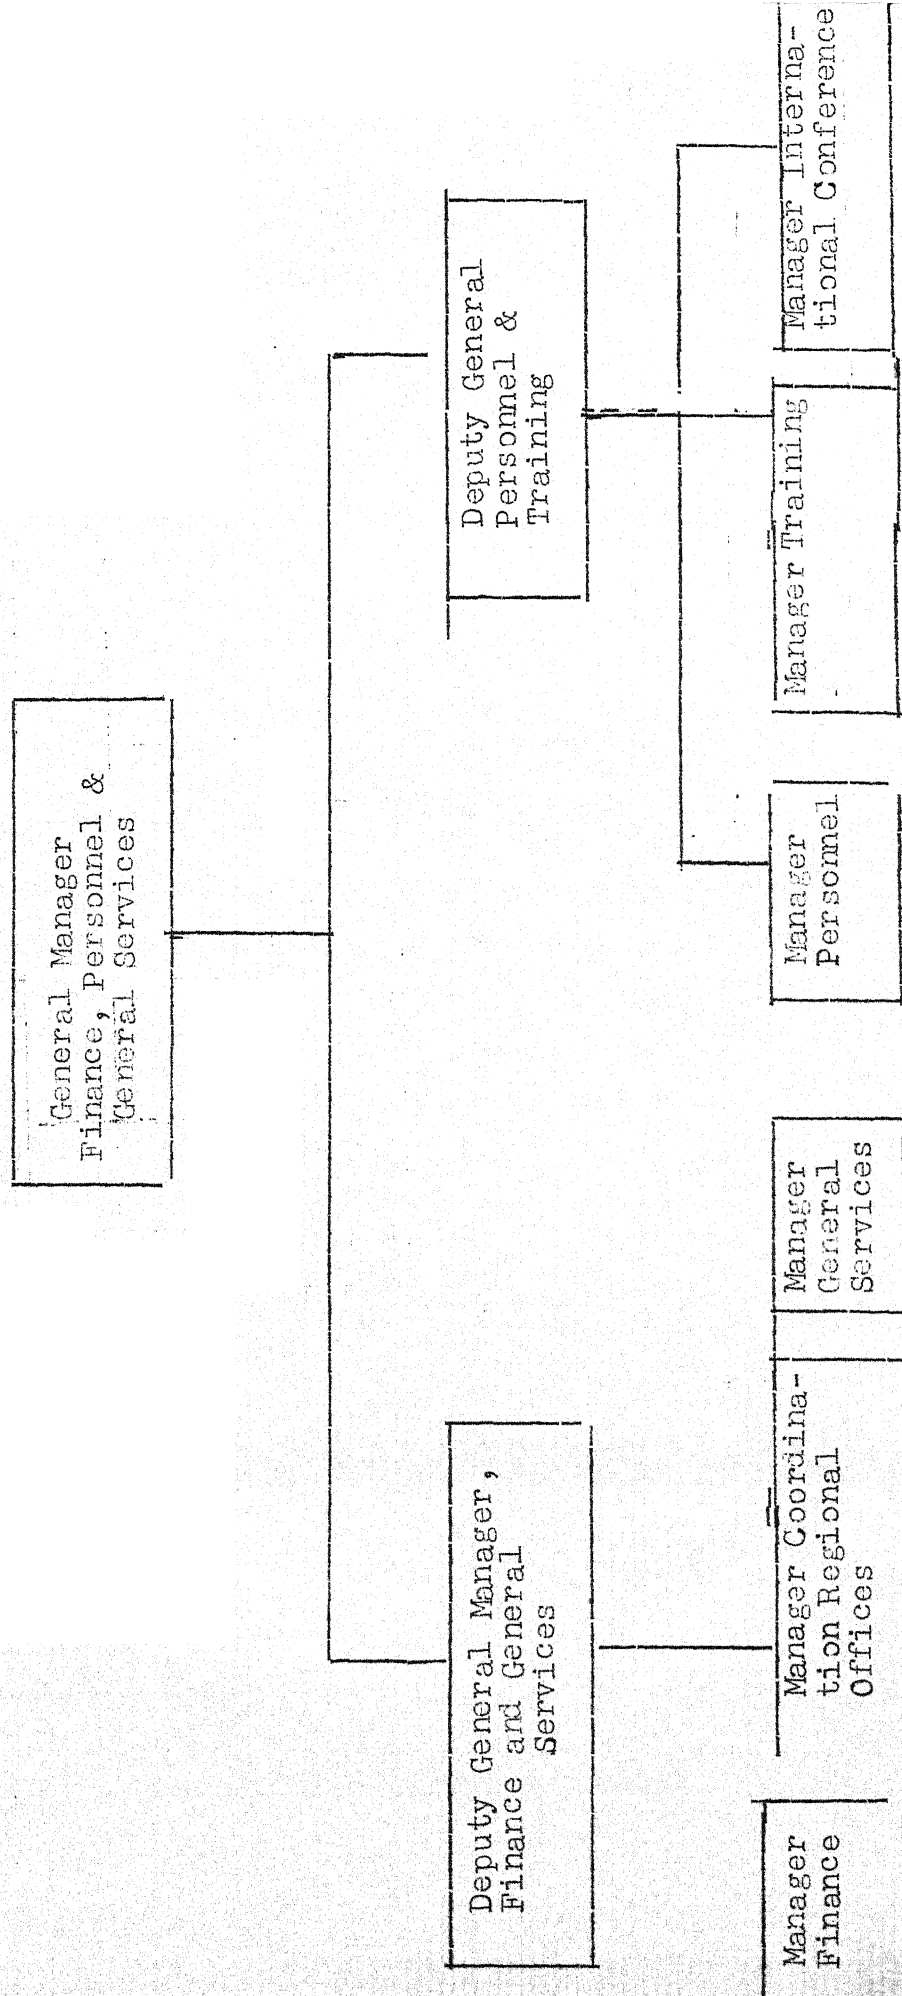 General Manager
Finance, Personnel &
General Services
Deputy General Manager,
Finance and General
Services
Deputy General
Personnel &
Training
Manager
Finance
Manager Coordina-
tion Regional
Offices
Manager
General
Services
Manager
Personnel
Manager Training
Manager Interna-
tional Conference